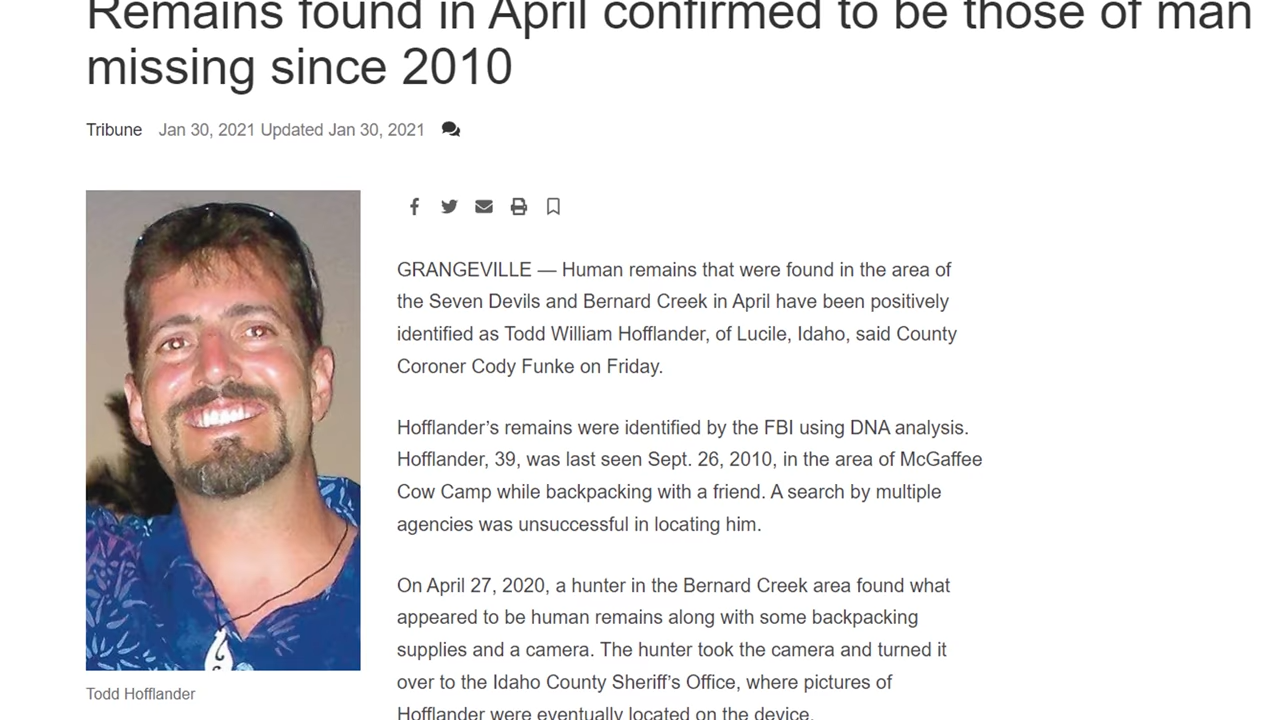 Remains found in April confirmed to be those of man
missing since 2010
Tribune Jan 30, 2021 Updated Jan 30, 2021
GRANGEVILLE — Human remains that were found in the area of
the Seven Devils and Bernard Creek in April have been positively
identified as Todd William Hofflander, of Lucile, Idaho, said County
Coroner Cody Funke on Friday.
Hofflander’s remains were identified by the FBI using DNA analysis.
Hofflander, 39, was last seen Sept. 26, 2010, in the area of McGaffee
Cow Camp while backpacking with a friend. A search by multiple
agencies was unsuccessful in locating him.
On April 27, 2020, a hunter in the Bernard Creek area found what
appeared to be human remains along with some backpacking
supplies and a camera. The hunter took the camera and turned it
over to the Idaho County Sheriff’s Office, where pictures of
Hofflander were eventually located on the device.
Todd Hofflander